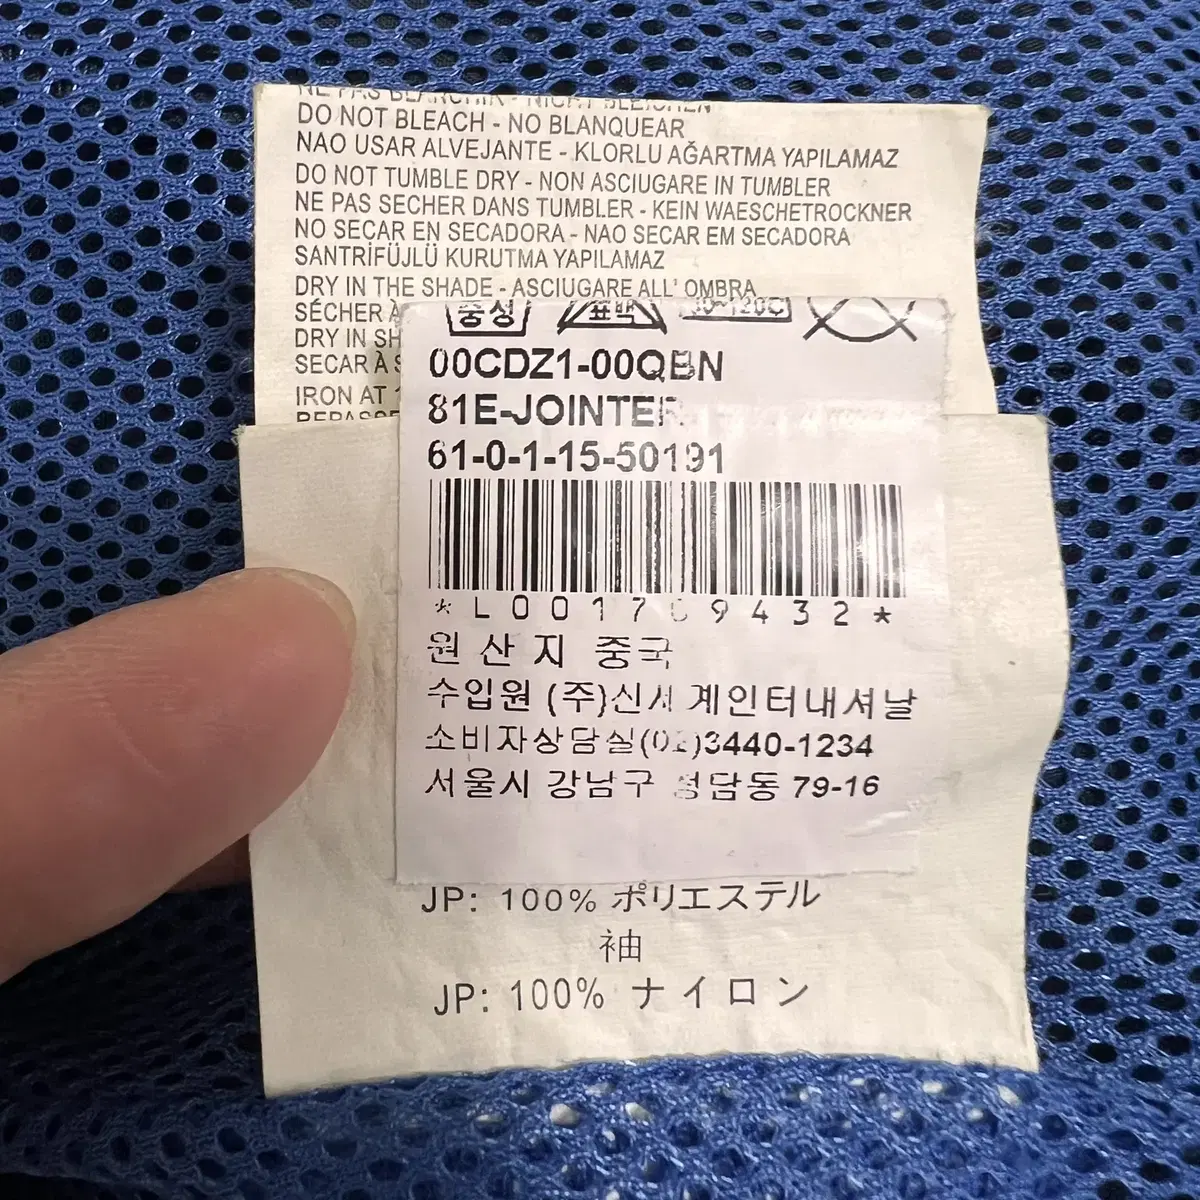 NE PAS BLANCHIR - NICHT BLEICHEN
DO NOT BLEACH - NO BLANQUEAR
NAO USAR ALVEJANTE - KLORLU AĞARTMA YAPILAMAZ
DO NOT TUMBLE DRY - NON ASCIUGARE IN TUMBLER
NE PAS SECHER DANS TUMBLER - KEIN WAESCHETROCKNER
NO SECAR EN SECADORA - NAO SECAR EM SECADORA
SANTRİFÜJLÜ KURUTMA YAPILAMAZ
DRY IN THE SHADE - ASCIUGARE ALL' OMBRA
SÉCHER À
DRY IN SH
SECAR À S
IRON AT
REPASSE
중성
표백
00CDZ1-00QBN
81E-JOINTER
61-0-1-15-50191
원산지 중국
수입원 (주)신세계인터내셔날
소비자상담실(02)3440-1234
서울시 강남구 청담동 79-16
JP: 100% ポリエステル
袖
JP: 100% ナイロン